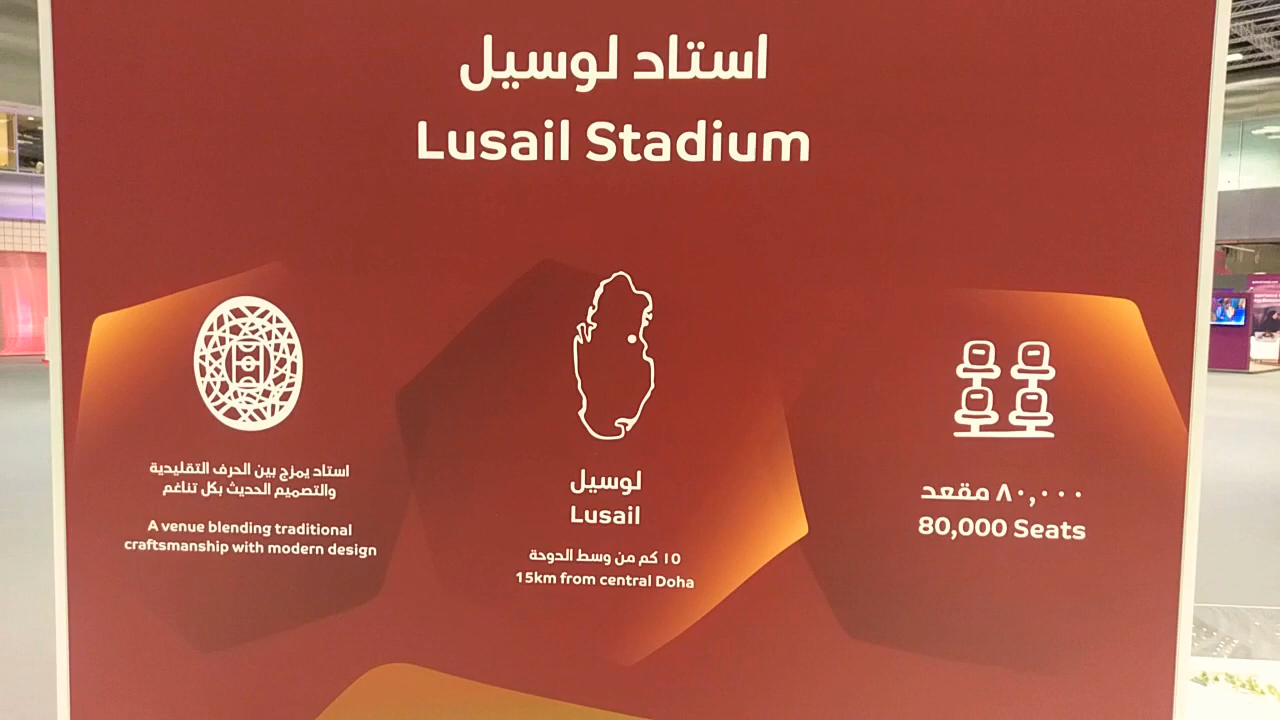 استاد لوسيل
Lusail Stadium
استاد يمزج بين الحرف التقليدية
والتصميم الحديث بكل تناغم
A venue blending traditional
craftsmanship with modern design
لوسيل
Lusail
١٥ كم من وسط الدوحة
15km from central Doha
٨٠,٠٠٠ مقعد
80,000 Seats